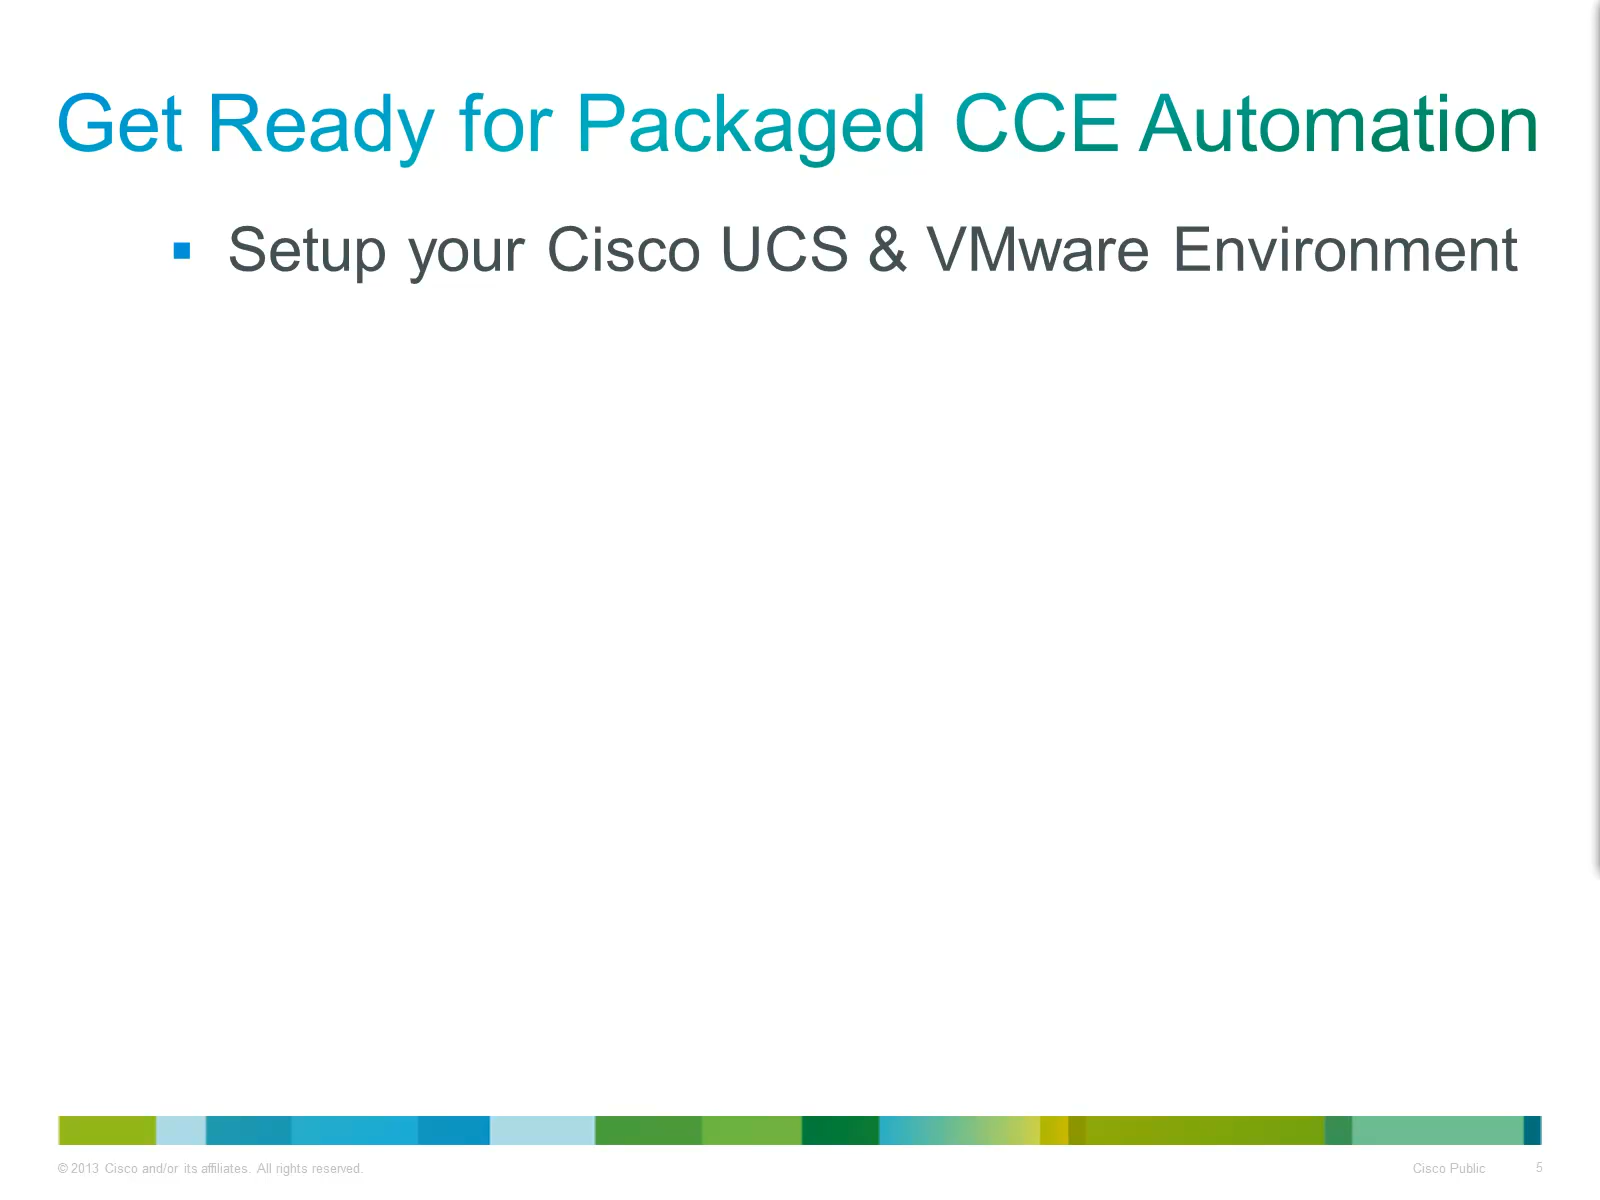 Get Ready for Packaged CCE Automation
▪ Setup your Cisco UCS & VMware Environment
© 2013 Cisco and/or its affiliates. All rights reserved.
Cisco Public
5